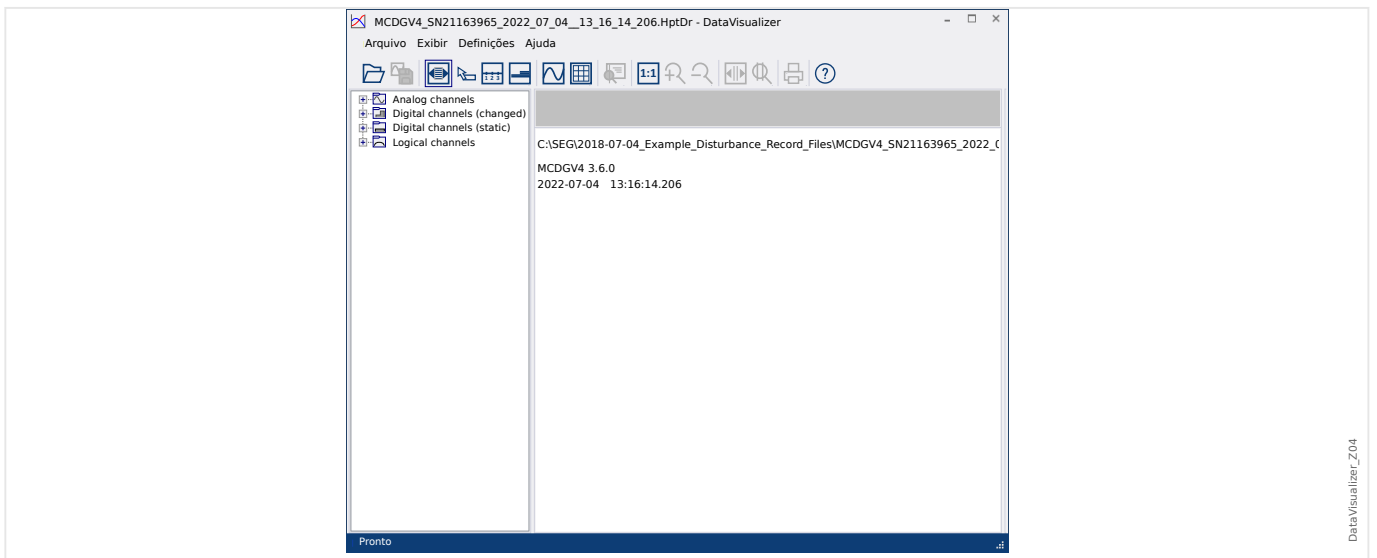 MCDGV4_SN21163965_2022_07_04__13_16_14_206.HptDr - DataVisualizer
Arquivo Exibir Definições Ajuda
1:1
Analog channels
Digital channels (changed)
Digital channels (static)
Logical channels
C:\SEG\2018-07-04_Example_Disturbance_Record_Files\MCDGV4_SN21163965_2022_0
MCDGV4 3.6.0
2022-07-04 13:16:14.206
DataVisualizer_Z04
Pronto